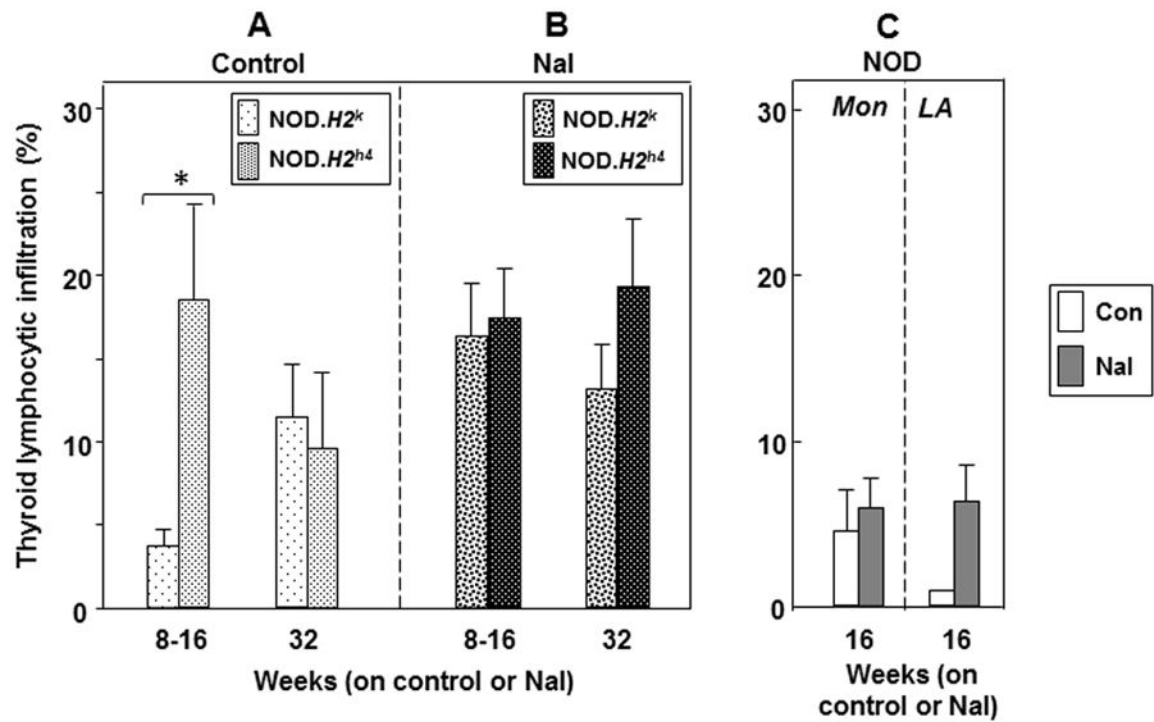 A
B
C
Control
NaI
NOD
Thyroid lymphocytic infiltration (%)
30
20
10
0
NOD.H2k
NOD.H2h4
*
NOD.H2k
NOD.H2h4
8-16
32
8-16
32
Weeks (on control or NaI)
30
20
10
0
Mon
LA
16
16
Weeks (on
control or NaI)
Con
NaI